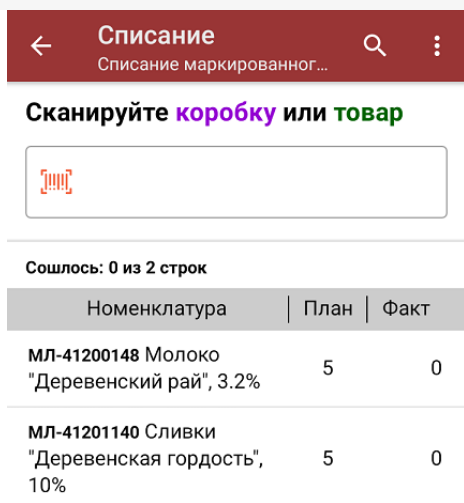 Списание
Списание маркированног...
Сканируйте коробку или товар
Сошлось: 0 из 2 строк
Номенклатура План Факт
МЛ-41200148 Молоко
"Деревенский рай", 3.2% 5 0
МЛ-41201140 Сливки
"Деревенская гордость", 5 0
10%